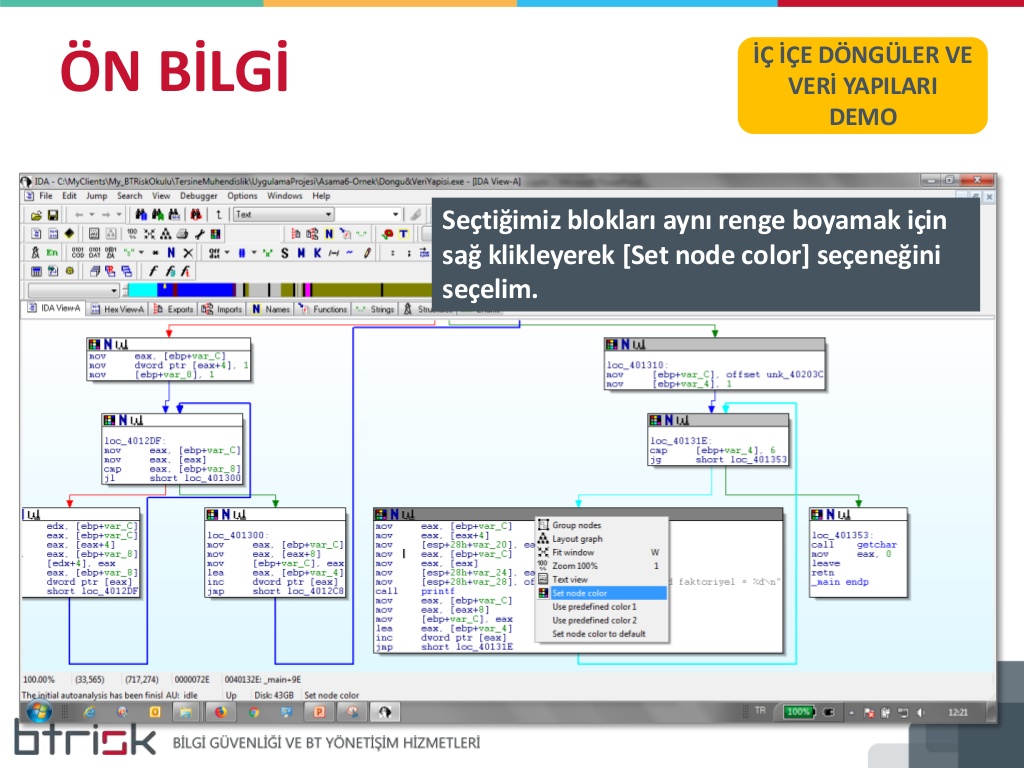 ÖN BİLGİ
İÇ İÇE DÖNGÜLER VE
VERİ YAPILARI
DEMO
IDA - C:\MyClients\My_BTRiskOkulu\TersineMuhendislik\UygulamaProjesi\Asama6-Ornek\Dongu&VeriYapisi.exe - [IDA View-A]
File Edit Jump Search View Debugger Options Windows Help
Text
Seçtiğimiz blokları aynı renge boyamak için
sağ klikleyerek [Set node color] seçeneğini
seçelim.
IDA View-A Hex View-A Exports Imports Names Functions Strings
mov eax, [ebp+var_C]
mov dword ptr [eax+4], 1
mov [ebp+var_8], 1
loc_401310:
mov [ebp+var_C], offset unk_40203C
mov [ebp+var_4], 1
loc_4012DF:
mov eax, [ebp+var_C]
mov eax, [eax]
cmp eax, [ebp+var_8]
jl short loc_401300
loc_40131E:
cmp [ebp+var_4], 6
jg short loc_401353
edx, [ebp+var_C]
eax, [ebp+var_C]
eax, [eax+4]
eax, [ebp+var_8]
[edx+4], eax
eax, [ebp+var_8]
dword ptr [eax]
short loc_4012DF
loc_401300:
mov eax, [ebp+var_C]
mov eax, [eax+8]
mov [ebp+var_C], eax
lea eax, [ebp+var_4]
inc dword ptr [eax]
jmp short loc_4012C8
mov eax, [ebp+var_C]
mov eax, [eax+4]
mov [esp+28h+var_20], ea
mov eax, [ebp+var_C]
mov eax, [eax]
mov [esp+28h+var_24], ea
mov [esp+28h+var_28], of
faktoriyel = %d\n"
call printf
mov eax, [ebp+var_C]
mov eax, [eax+8]
mov [ebp+var_C], eax
lea eax, [ebp+var_4]
inc dword ptr [eax]
jmp short loc_40131E
Group nodes
Layout graph
Fit window W
Zoom 100% 1
Text view
Set node color
Use predefined color 1
Use predefined color 2
Set node color to default
loc_401353:
call getchar
mov eax, 0
leave
retn
_main endp
100.00% (33,565) (717,274) 0000072E 0040132E: _main+9E
The initial autoanalysis has been finisl AU: idle Up Disk: 43GB Set node color
TR 100% 12:21
btrisk BİLGİ GÜVENLİĞİ VE BT YÖNETİŞİM HİZMETLERİ